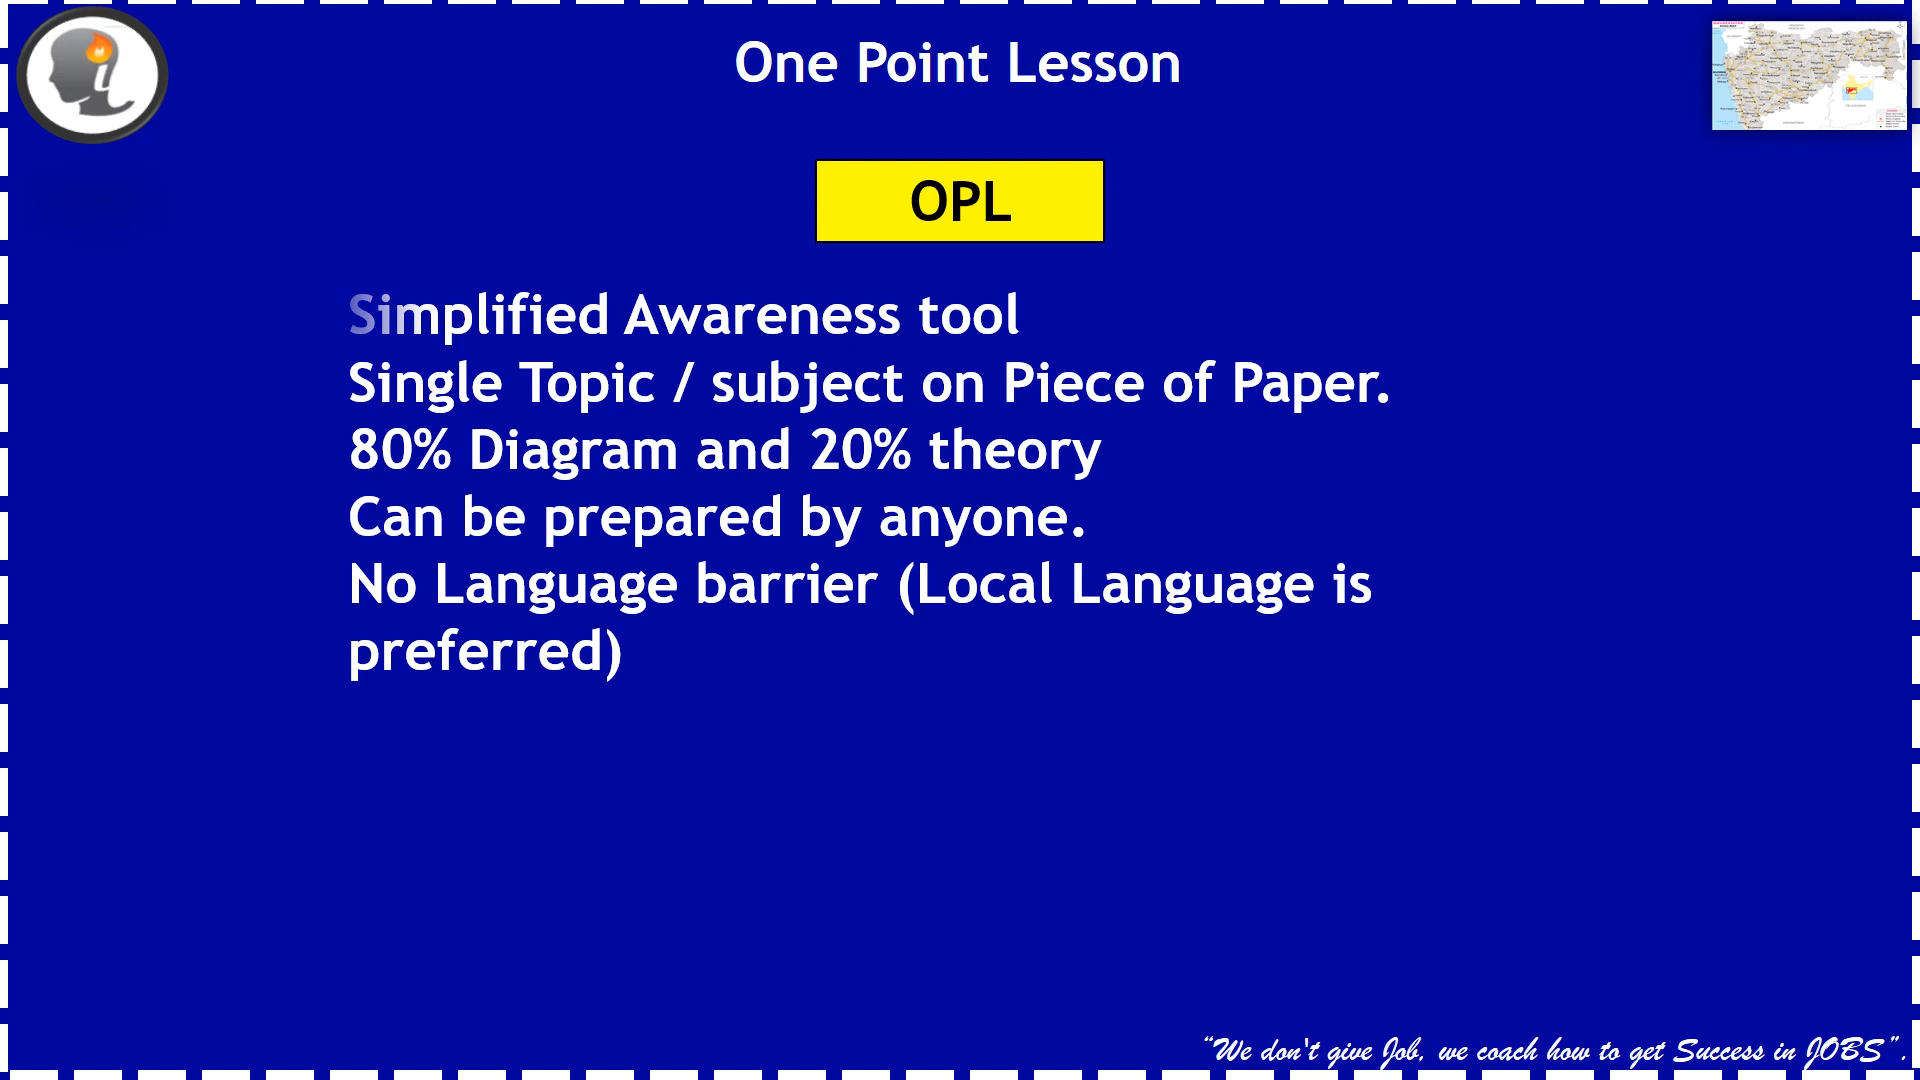 One Point Lesson
OPL
Simplified Awareness tool
Single Topic / subject on Piece of Paper.
80% Diagram and 20% theory
Can be prepared by anyone.
No Language barrier (Local Language is
preferred)
“We don't give Job, we coach how to get Success in JOBS”.